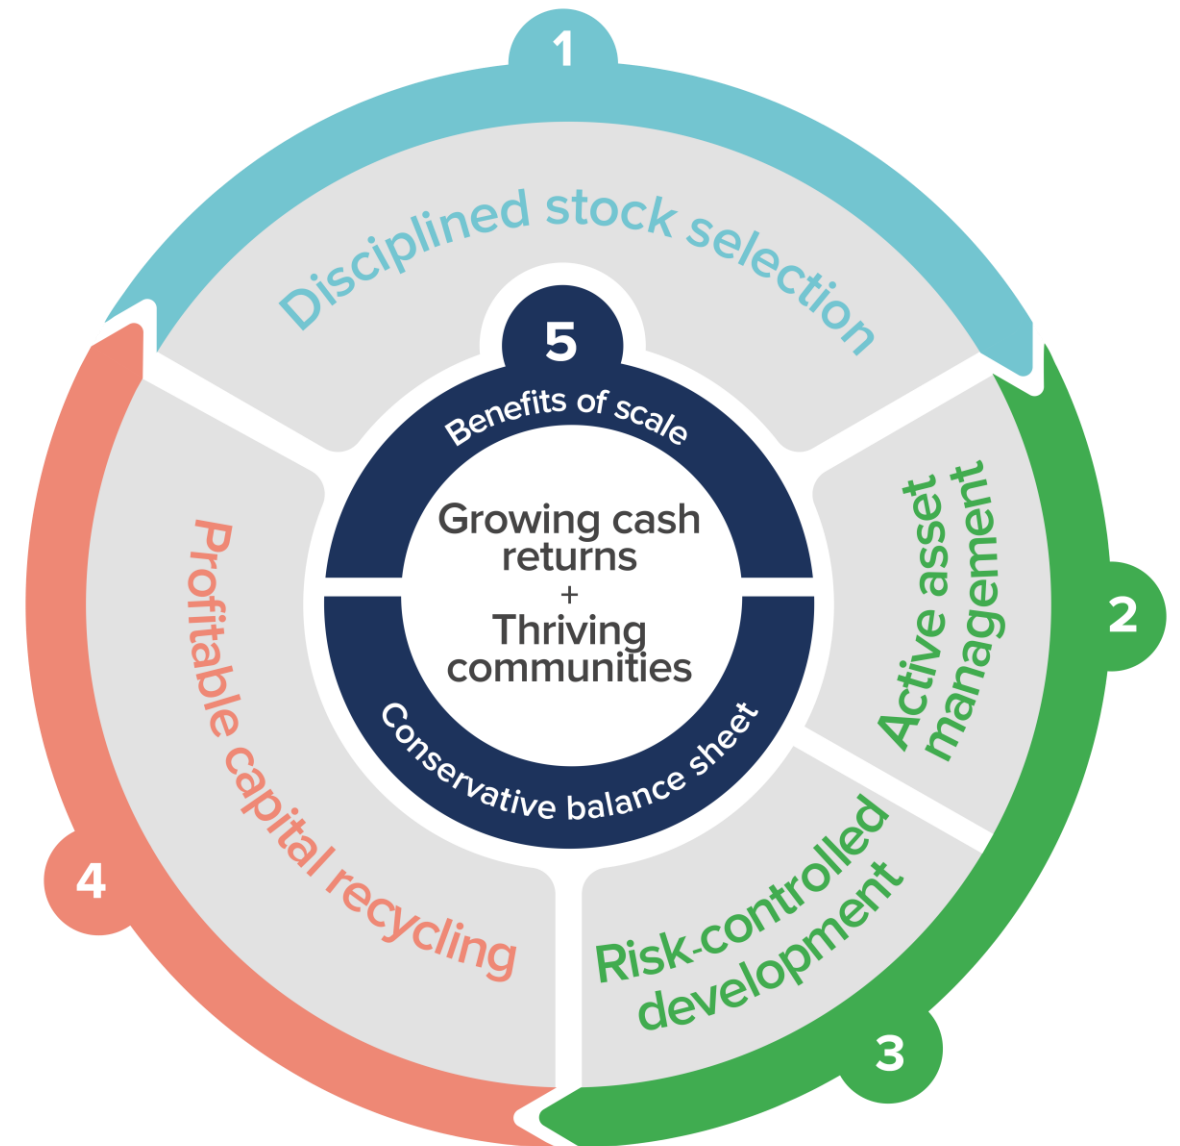 1
Disciplined stock selection
5
Benefits of scale
Growing cash
returns
+
Thriving
communities
Conservative balance sheet
Active asset
management
2
Risk-controlled
development
3
Profitable capital recycling
4